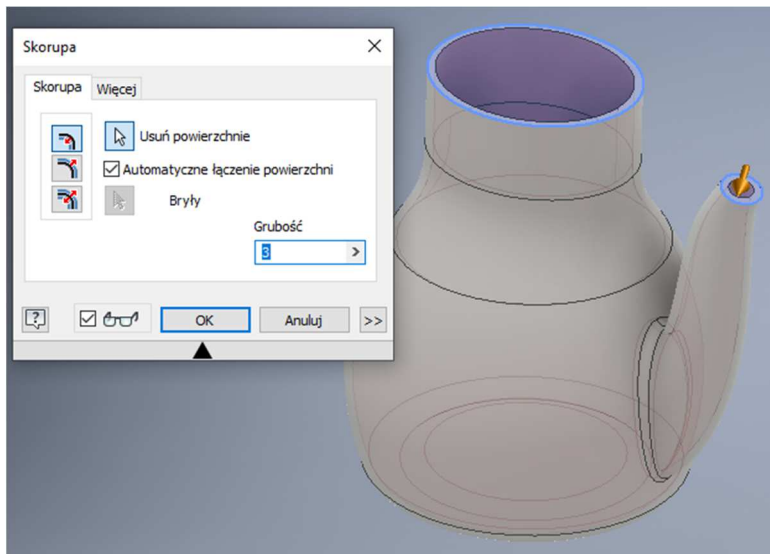 Skorupa
Skorupa Więcej
Usuń powierzchnie
Automatyczne łączenie powierzchni
Bryły
Grubość
3 >
? OK Anuluj >>